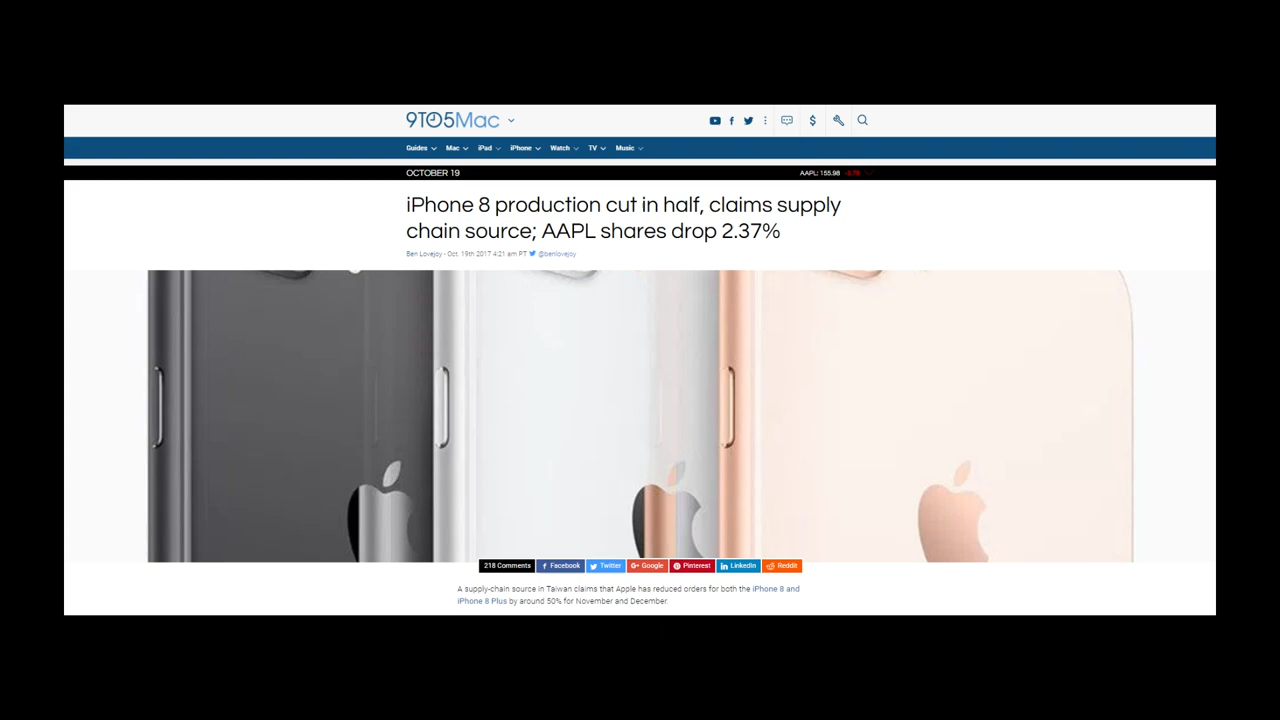 9TO5Mac
Guides Mac iPad iPhone Watch TV Music
OCTOBER 19 AAPL: 155.98 -3.78
iPhone 8 production cut in half, claims supply
chain source; AAPL shares drop 2.37%
Ben Lovejoy - Oct. 19th 2017 4:21 am PT @benlovejoy
218 Comments Facebook Twitter Google Pinterest LinkedIn Reddit
A supply-chain source in Taiwan claims that Apple has reduced orders for both the iPhone 8 and
iPhone 8 Plus by around 50% for November and December.